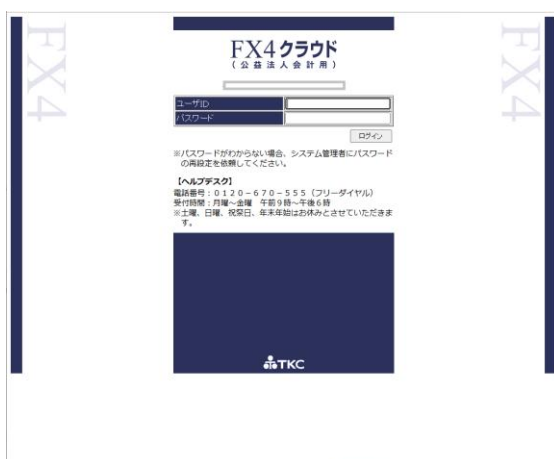 FX4
FX4
FX4クラウド
（公益法人会計用）
ユーザID
パスワード
ログイン
※パスワードがわからない場合、システム管理者にパスワード
の再設定を依頼してください。
【ヘルプデスク】
電話番号：０１２０－６７０－５５５（フリーダイヤル）
受付時間：月曜～金曜　午前９時～午後６時
※土曜、日曜、祝祭日、年末年始はお休みとさせていただきま
す。
TKC